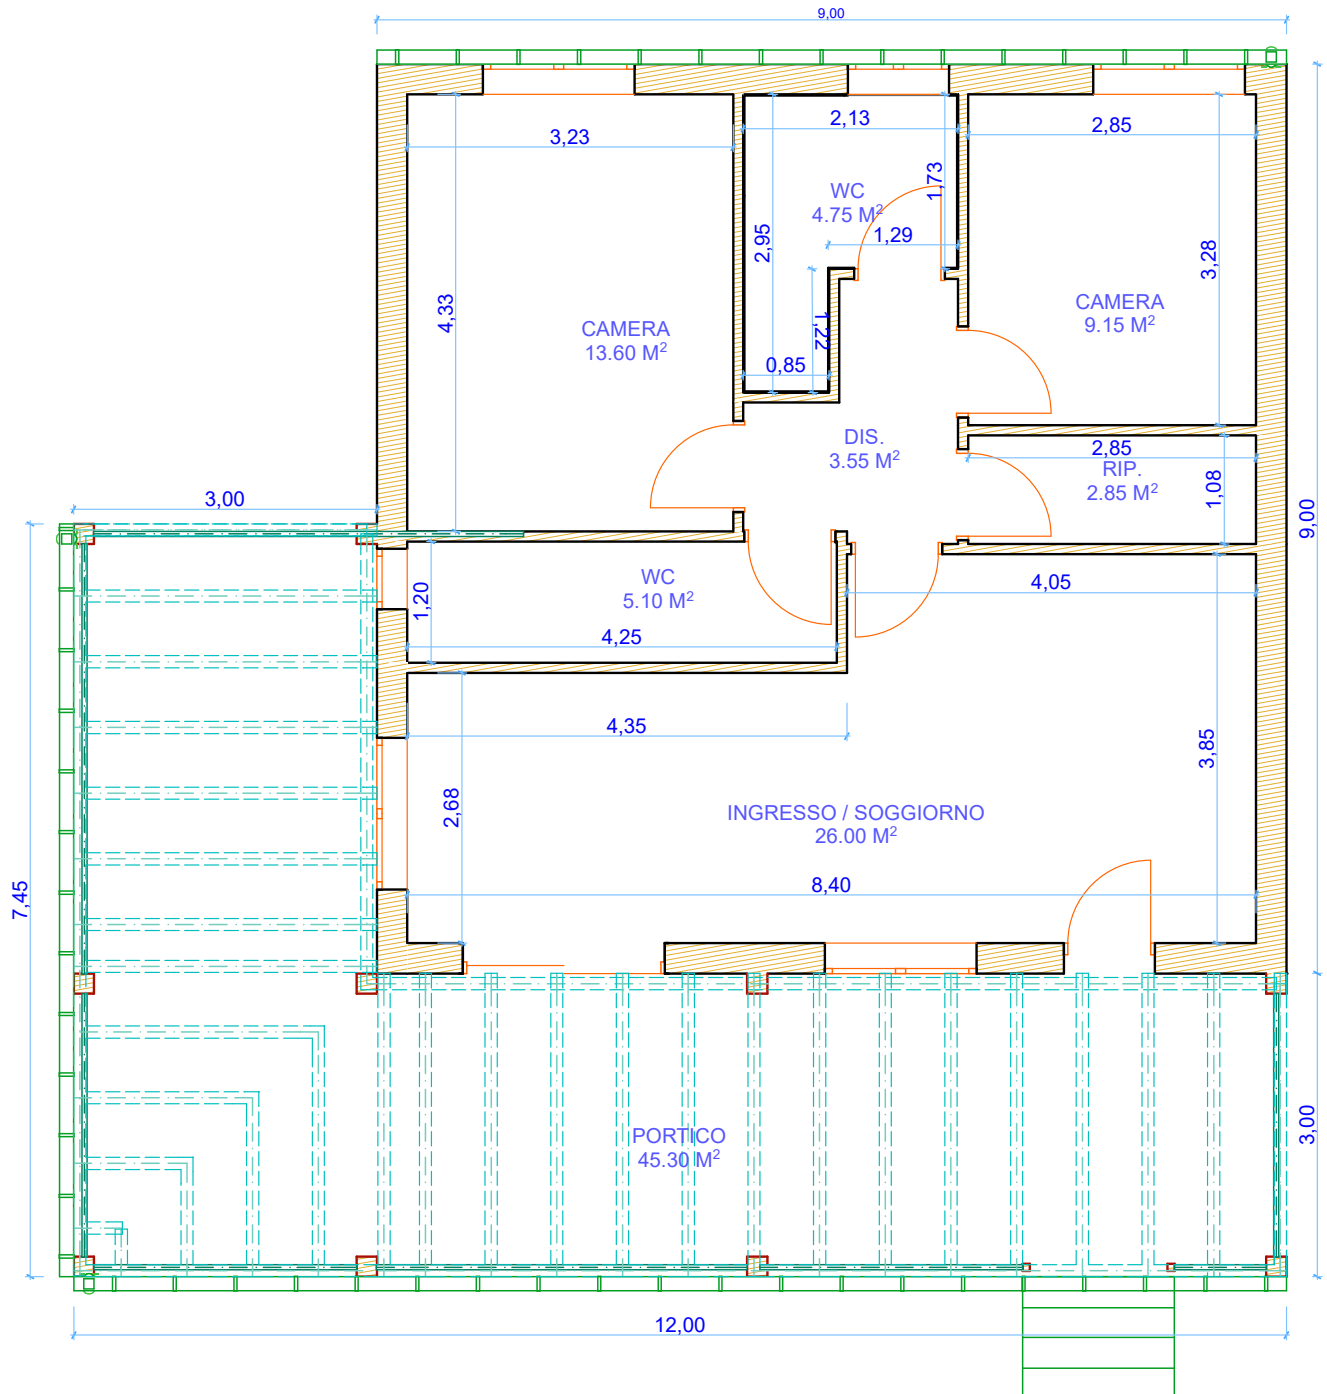 9,00
3,23
2,13
2,85
1,73
WC
4.75 M²
1,29
2,95
3,28
4,33
CAMERA
13.60 M²
CAMERA
9.15 M²
1,22
0,85
DIS.
3.55 M²
2,85
RIP.
2.85 M²
1,08
3,00
9,00
WC
5.10 M²
1,20
4,05
4,25
4,35
3,85
2,68
INGRESSO / SOGGIORNO
26.00 M²
8,40
7,45
PORTICO
45.30 M²
3,00
12,00